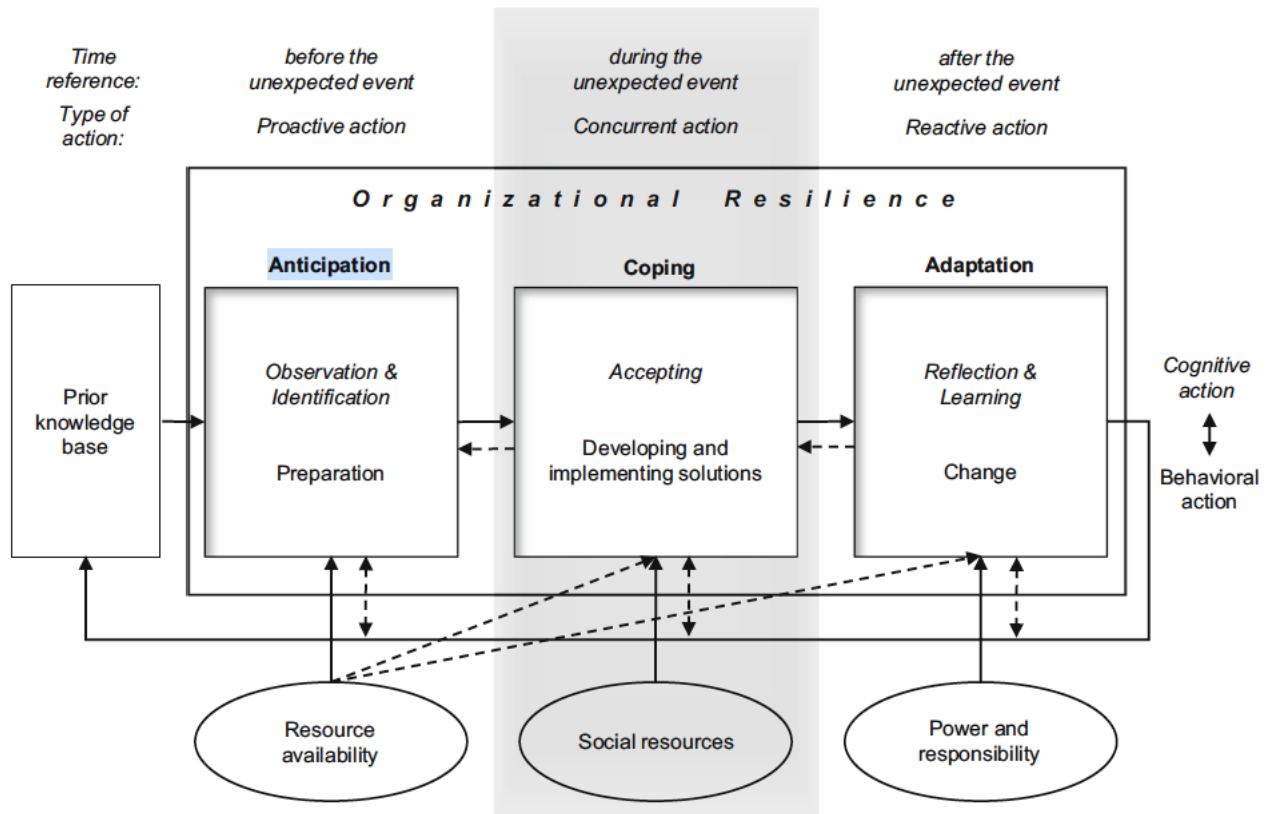 Time
reference:
before the
unexpected event
during the
unexpected event
after the
unexpected event
Type of
action:
Proactive action
Concurrent action
Reactive action
Organizational Resilience
Anticipation
Coping
Adaptation
Prior
knowledge
base
Observation &
Identification
Preparation
Accepting
Developing and
implementing solutions
Reflection &
Learning
Change
Cognitive
action
Behavioral
action
Resource
availability
Social resources
Power and
responsibility